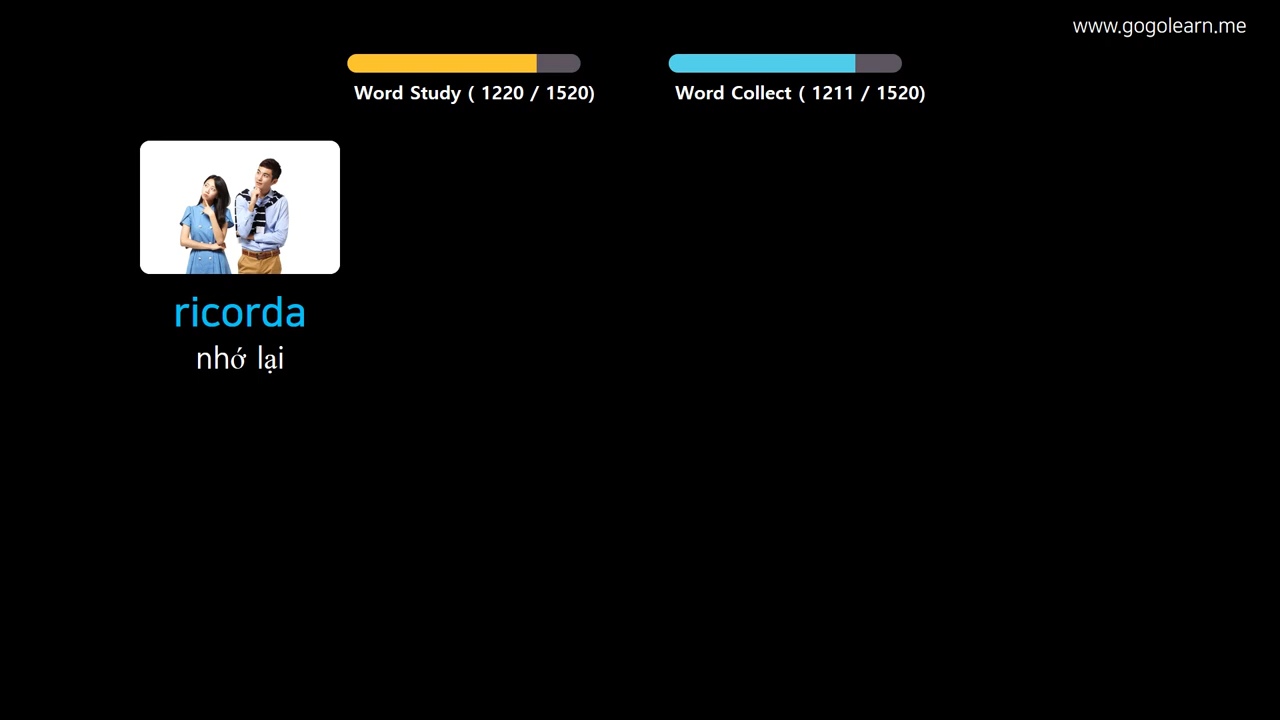 www.gogolearn.me
Word Study ( 1220 / 1520)
Word Collect ( 1211 / 1520)
ricorda
nhớ lại